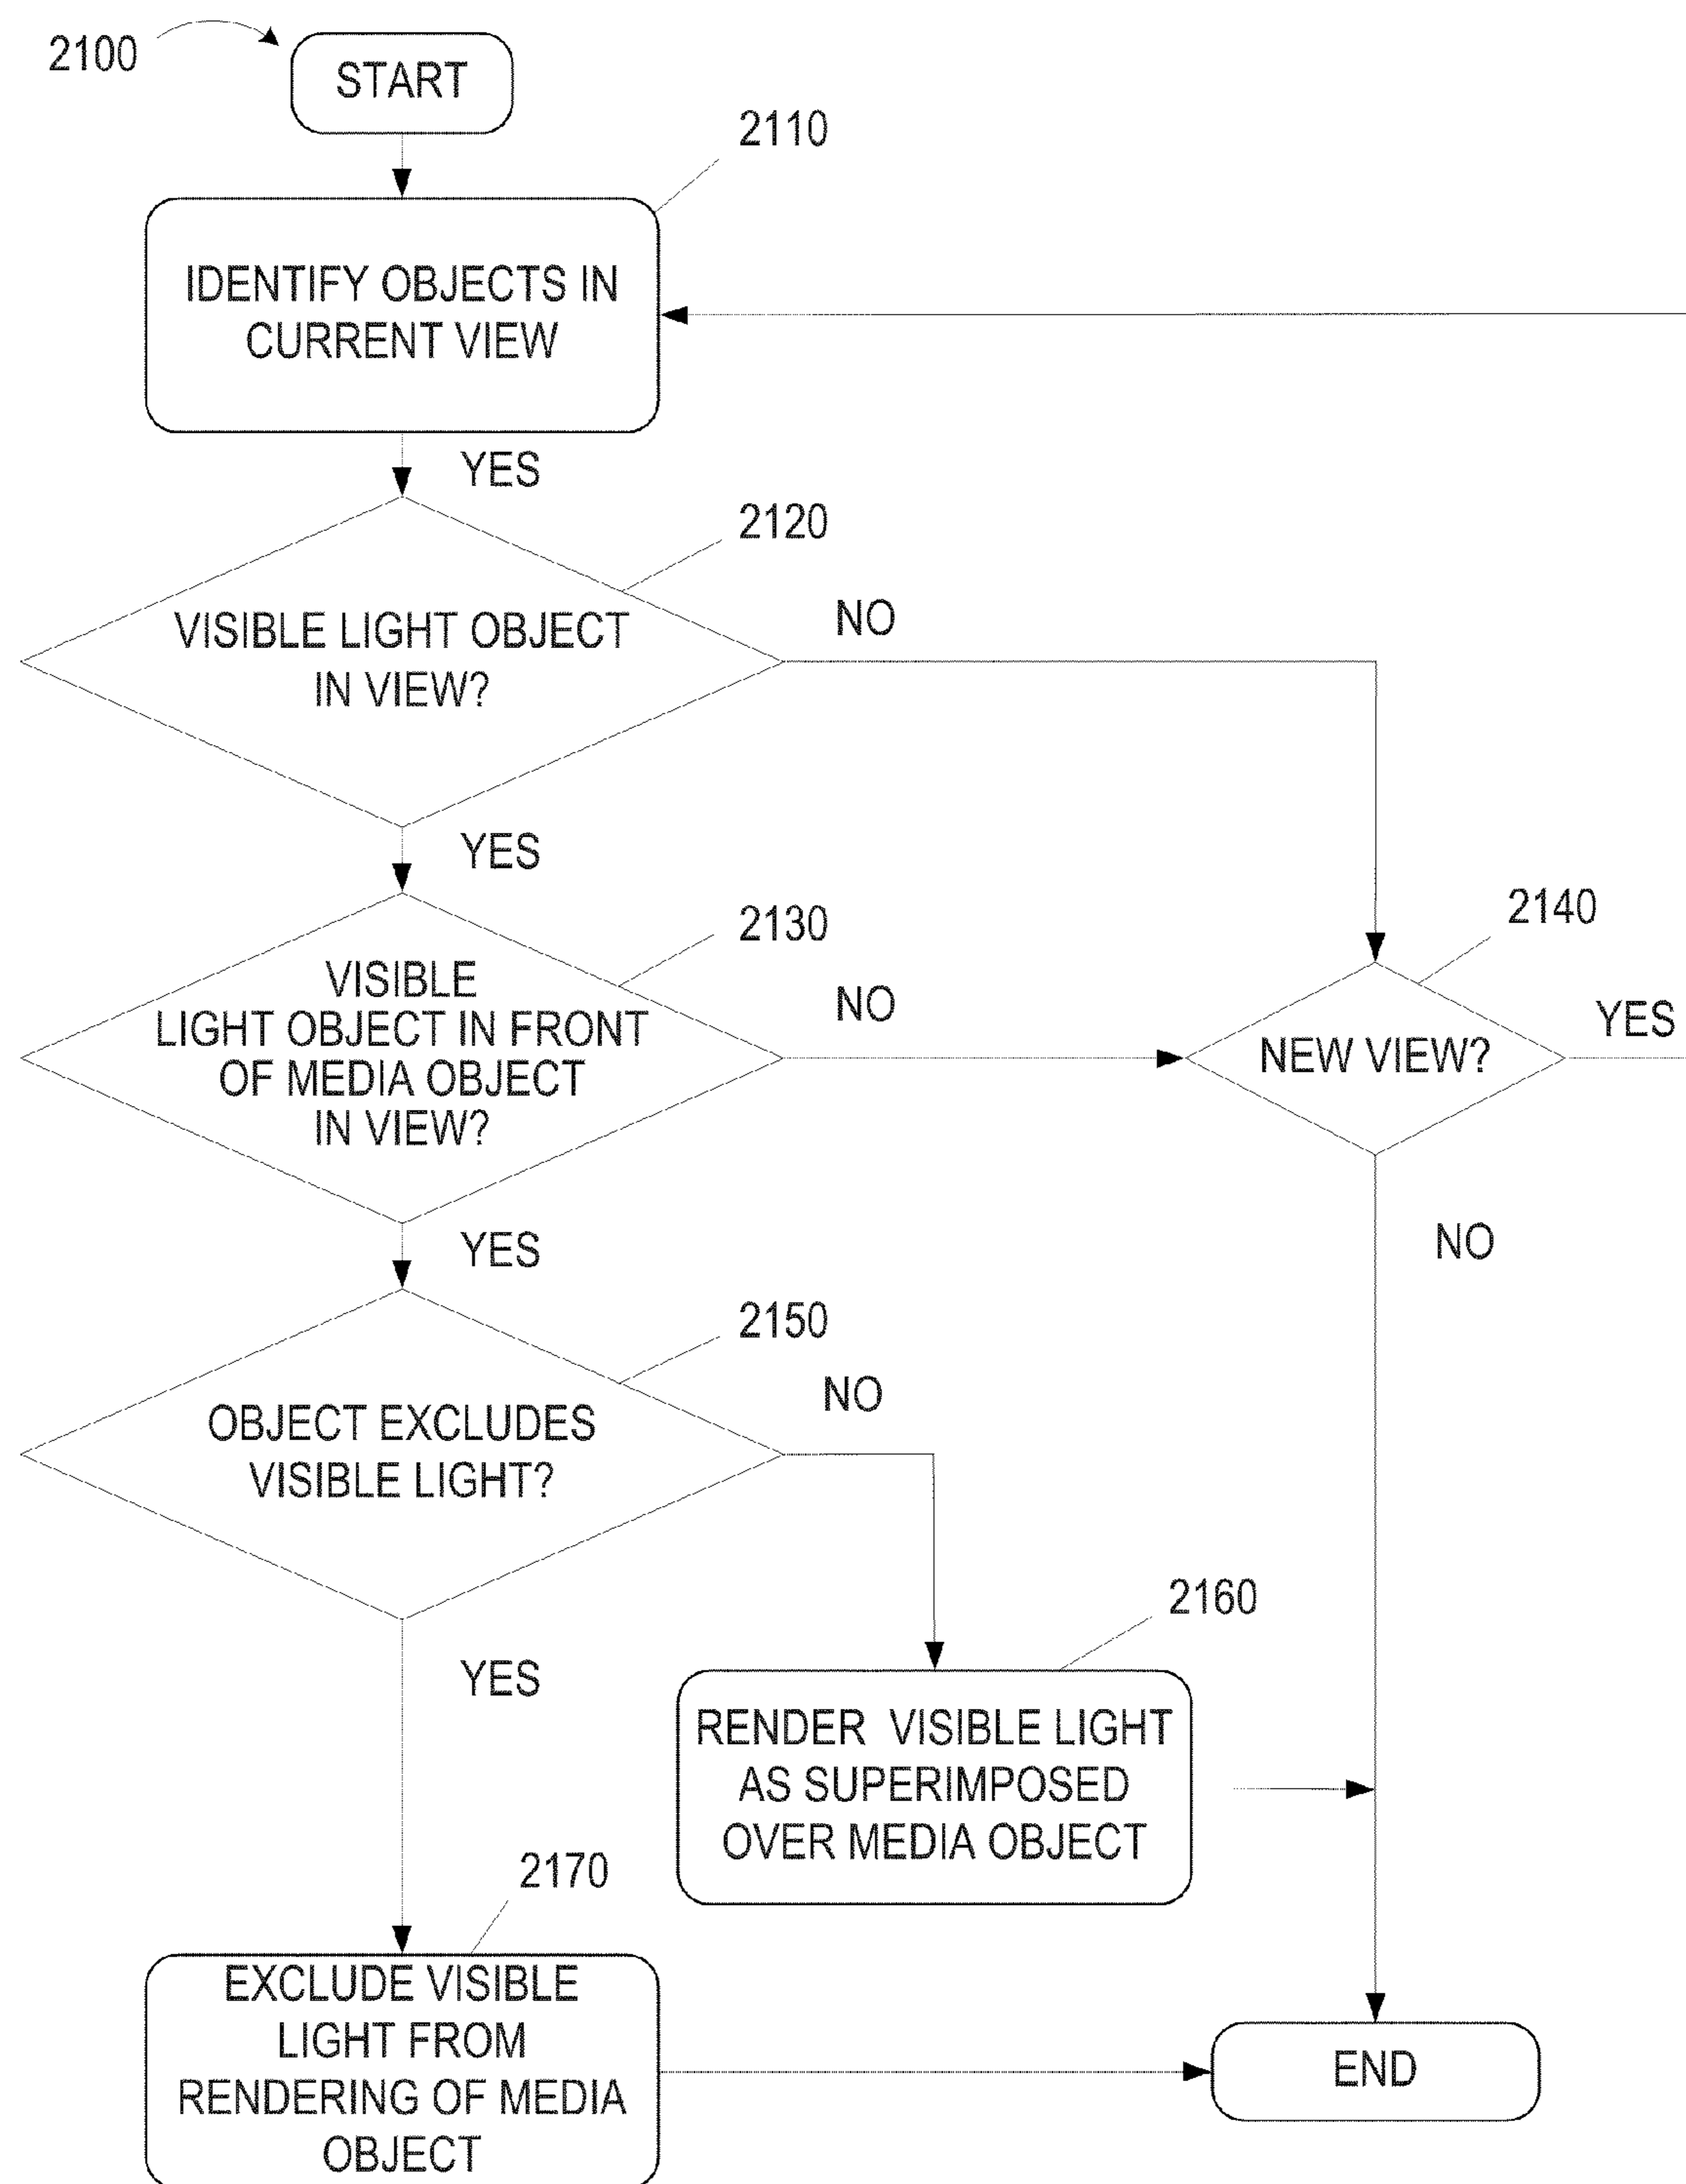 2100
START
2110
IDENTIFY OBJECTS IN
CURRENT VIEW
YES
2120
VISIBLE LIGHT OBJECT
IN VIEW?
NO
YES
2130
VISIBLE
LIGHT OBJECT IN FRONT
OF MEDIA OBJECT
IN VIEW?
NO
2140
NEW VIEW?
YES
NO
YES
2150
OBJECT EXCLUDES
VISIBLE LIGHT?
NO
YES
2160
RENDER VISIBLE LIGHT
AS SUPERIMPOSED
OVER MEDIA OBJECT
2170
EXCLUDE VISIBLE
LIGHT FROM
RENDERING OF MEDIA
OBJECT
END